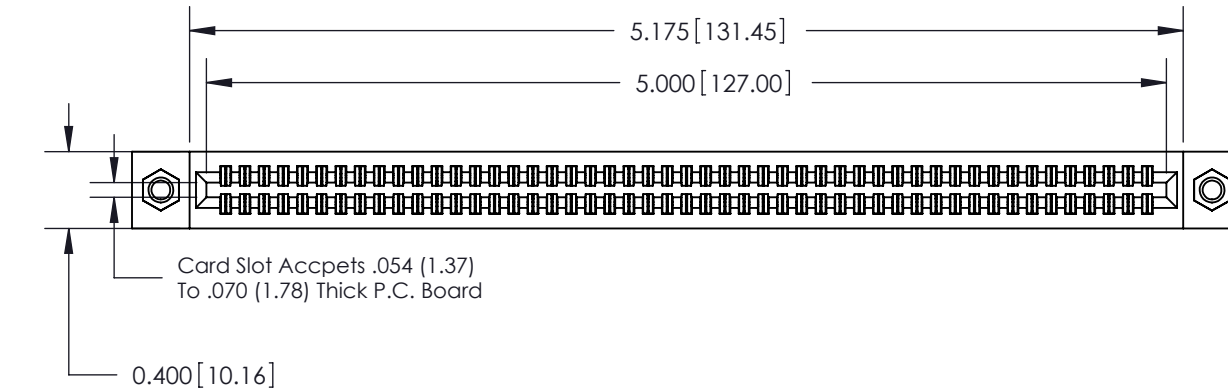 5.175[131.45]
5.000[127.00]
Card Slot Accpets .054 (1.37)
To .070 (1.78) Thick P.C. Board
0.400[10.16]